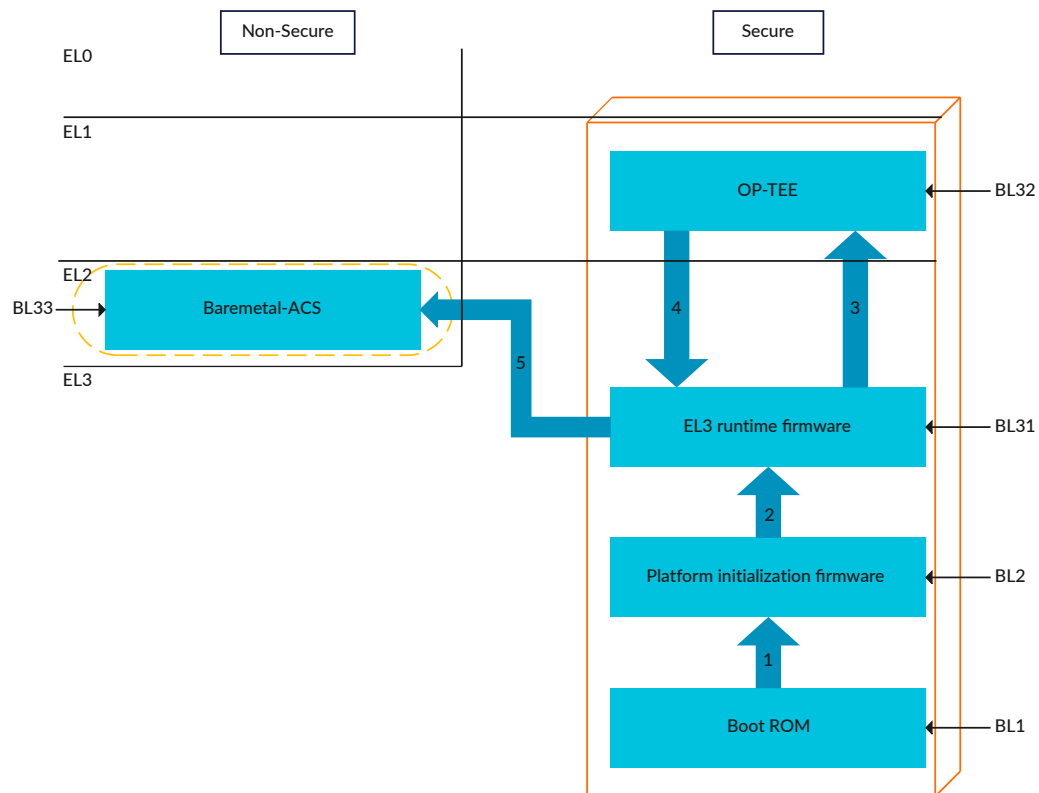 Non-Secure
Secure
EL0
EL1
OP-TEE
BL32
EL2
BL33
Baremetal-ACS
4
3
5
EL3
EL3 runtime firmware
BL31
2
Platform initialization firmware
BL2
1
Boot ROM
BL1